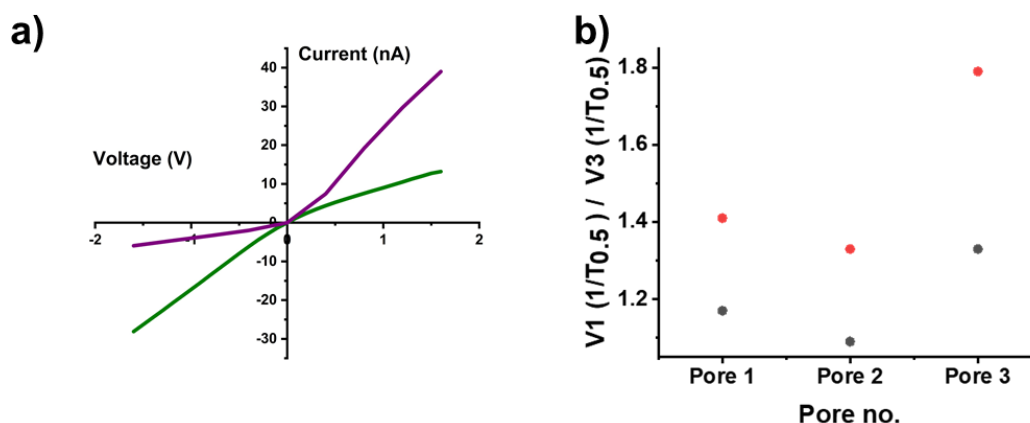 a)
Current (nA)
40
30
20
10
0
-10
-20
-30
Voltage (V)
-2
-1
0
1
2
b)
V1 (1/T0.5) / V3 (1/T0.5)
1.8
1.6
1.4
1.2
Pore 1
Pore 2
Pore 3
Pore no.